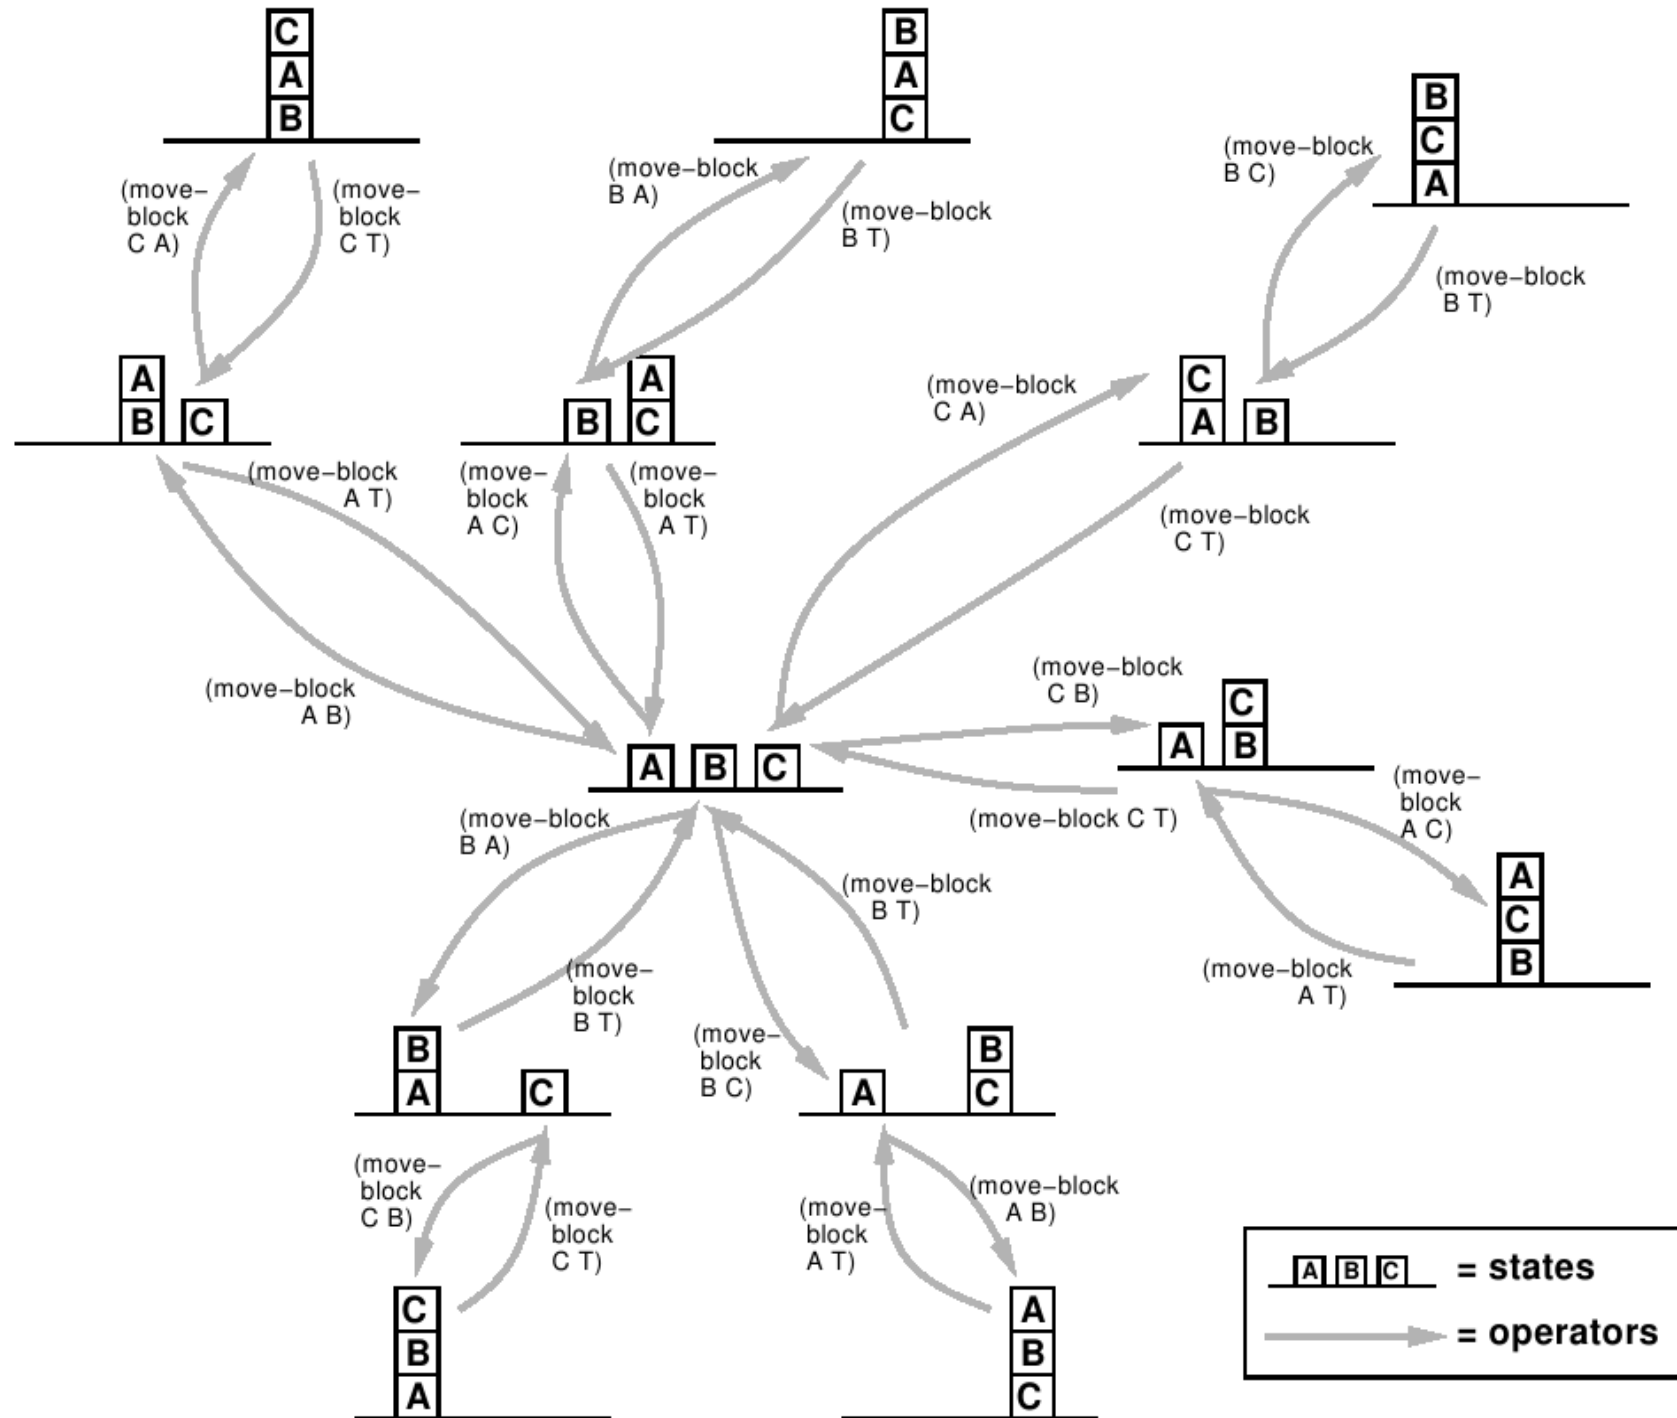 C
A
B
B
A
C
B
C
A
(move–
block
C A)
(move–
block
C T)
(move–block
B A)
(move–block
B T)
(move–block
B C)
(move–block
B T)
A
B C
A
B C
C
A B
(move–block
A T)
(move–
block
A C)
(move–
block
A T)
(move–block
C A)
(move–block
C T)
(move–block
A B)
(move–block
C B)
C
A B
A B C
(move–block C T)
(move–
block
A C)
(move–block
B A)
(move–block
B T)
A
C
B
(move–block
A T)
(move–
block
B T)
(move–
block
B C)
B
A C
B
A C
(move–
block
C B)
(move–
block
C T)
(move–
block
A T)
(move–block
A B)
C
B
A
A
B
C
A B C = states
= operators